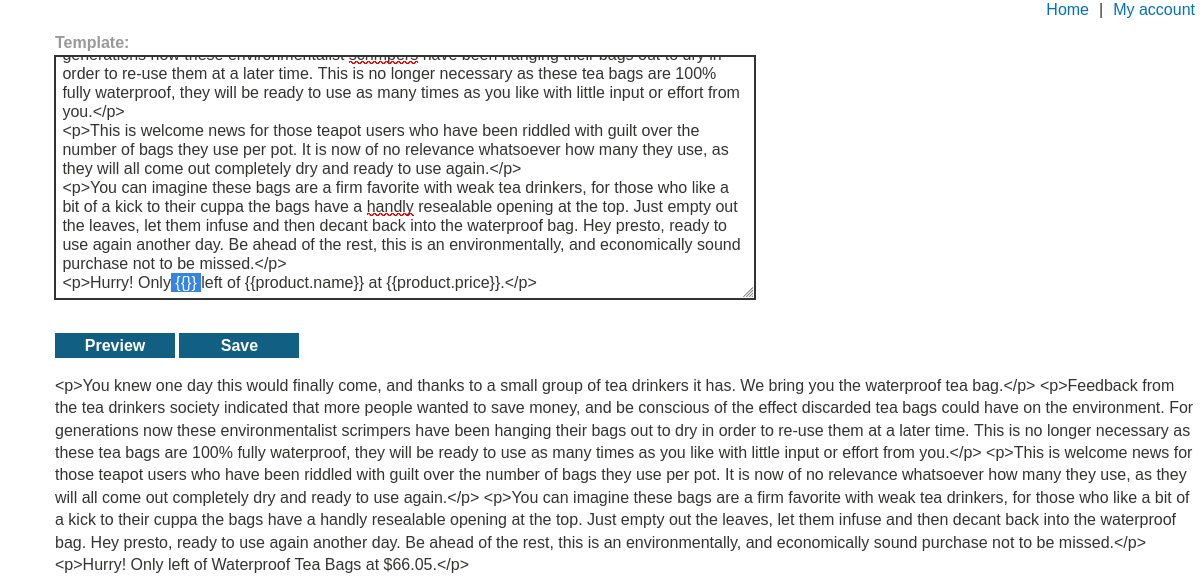 Home | My account
Template:
generations now these environmentalist scrimpers have been hanging their bags out to dry in
order to re-use them at a later time. This is no longer necessary as these tea bags are 100%
fully waterproof, they will be ready to use as many times as you like with little input or effort from
you.</p>
<p>This is welcome news for those teapot users who have been riddled with guilt over the
number of bags they use per pot. It is now of no relevance whatsoever how many they use, as
they will all come out completely dry and ready to use again.</p>
<p>You can imagine these bags are a firm favorite with weak tea drinkers, for those who like a
bit of a kick to their cuppa the bags have a handly resealable opening at the top. Just empty out
the leaves, let them infuse and then decant back into the waterproof bag. Hey presto, ready to
use again another day. Be ahead of the rest, this is an environmentally, and economically sound
purchase not to be missed.</p>
<p>Hurry! Only {{}} left of {{product.name}} at {{product.price}}.</p>
Preview Save
<p>You knew one day this would finally come, and thanks to a small group of tea drinkers it has. We bring you the waterproof tea bag.</p> <p>Feedback from
the tea drinkers society indicated that more people wanted to save money, and be conscious of the effect discarded tea bags could have on the environment. For
generations now these environmentalist scrimpers have been hanging their bags out to dry in order to re-use them at a later time. This is no longer necessary as
these tea bags are 100% fully waterproof, they will be ready to use as many times as you like with little input or effort from you.</p> <p>This is welcome news for
those teapot users who have been riddled with guilt over the number of bags they use per pot. It is now of no relevance whatsoever how many they use, as they
will all come out completely dry and ready to use again.</p> <p>You can imagine these bags are a firm favorite with weak tea drinkers, for those who like a bit of
a kick to their cuppa the bags have a handly resealable opening at the top. Just empty out the leaves, let them infuse and then decant back into the waterproof
bag. Hey presto, ready to use again another day. Be ahead of the rest, this is an environmentally, and economically sound purchase not to be missed.</p>
<p>Hurry! Only left of Waterproof Tea Bags at $66.05.</p>